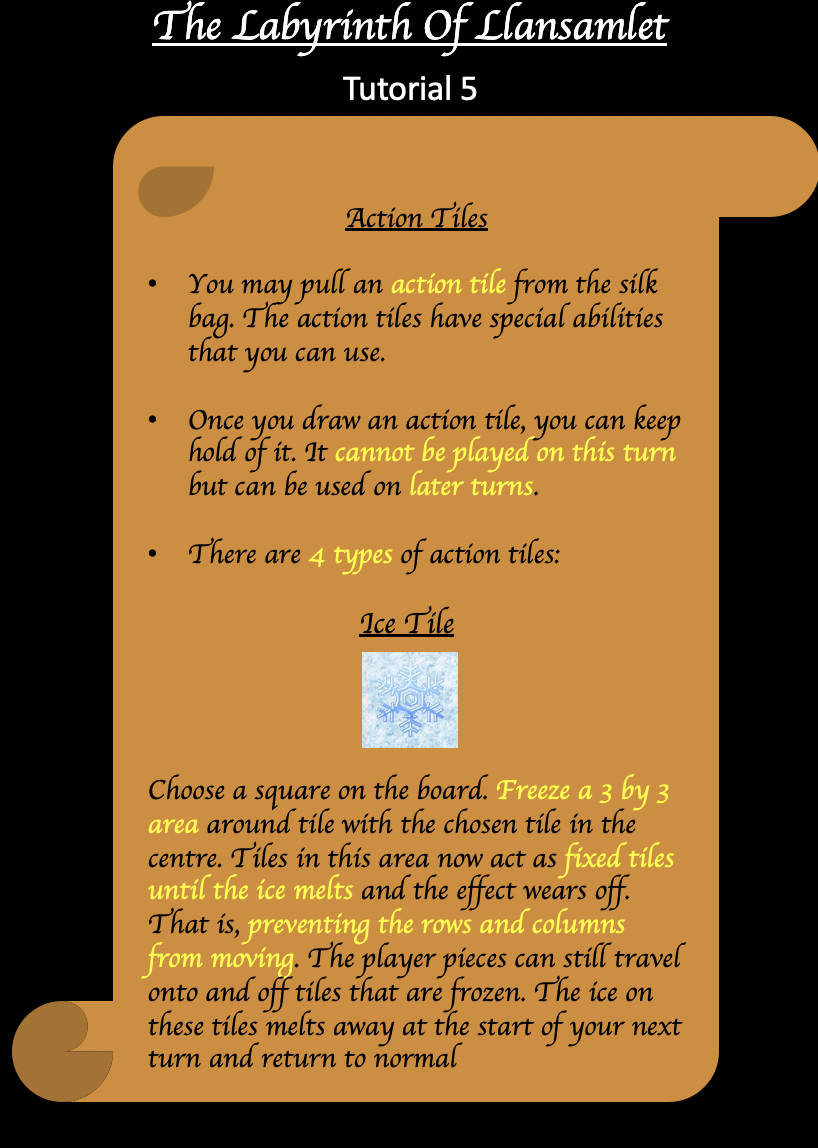 The Labyrinth Of Llansamlet
Tutorial 5
Action Tiles
• You may pull an action tile from the silk
bag. The action tiles have special abilities
that you can use.
• Once you draw an action tile, you can keep
hold of it. It cannot be played on this turn
but can be used on later turns.
• There are 4 types of action tiles:
Ice Tile
Choose a square on the board. Freeze a 3 by 3
area around tile with the chosen tile in the
centre. Tiles in this area now act as fixed tiles
until the ice melts and the effect wears off.
That is, preventing the rows and columns
from moving. The player pieces can still travel
onto and off tiles that are frozen. The ice on
these tiles melts away at the start of your next
turn and return to normal